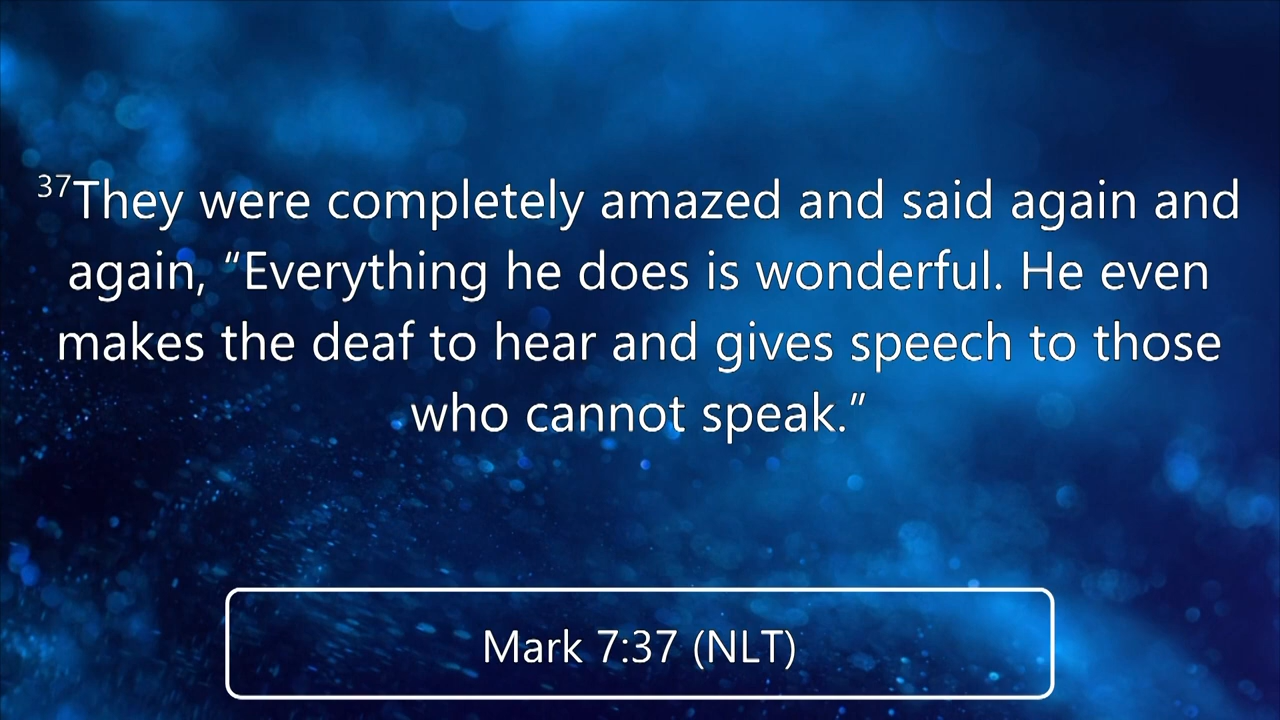 ³⁷They were completely amazed and said again and
again, “Everything he does is wonderful. He even
makes the deaf to hear and gives speech to those
who cannot speak.”
Mark 7:37 (NLT)